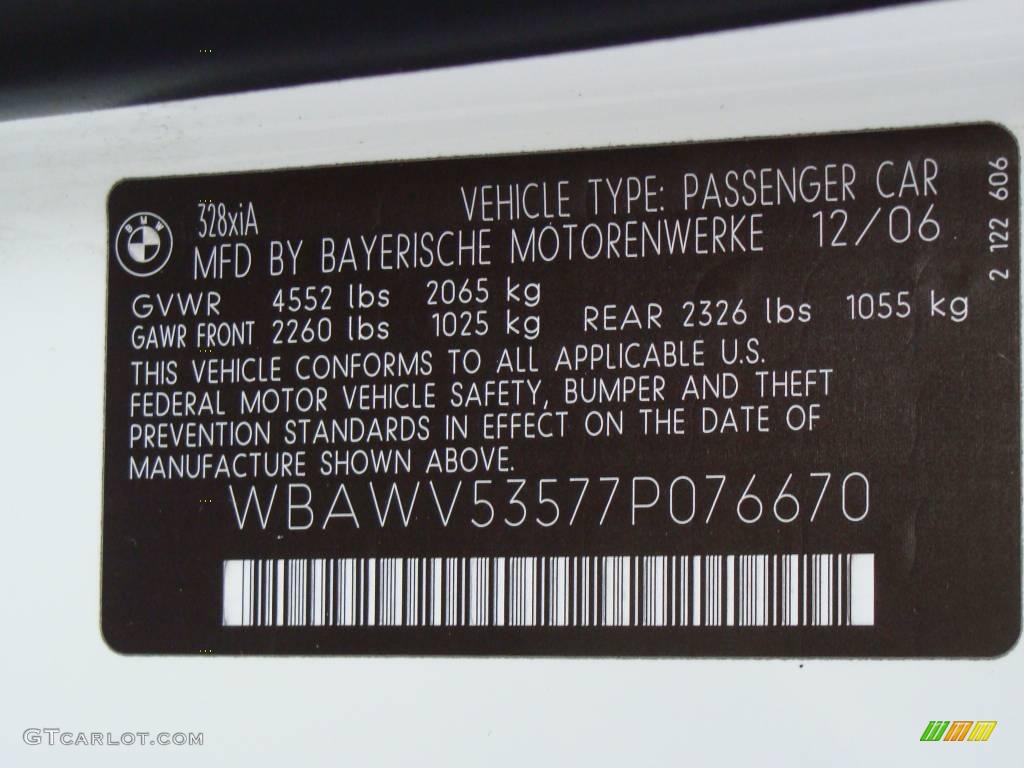 328xiA VEHICLE TYPE: PASSENGER CAR
BMW
MFD BY BAYERISCHE MOTORENWERKE 12/06
2 122 606
GVWR 4552 lbs 2065 kg
GAWR FRONT 2260 lbs 1025 kg REAR 2326 lbs 1055 kg
THIS VEHICLE CONFORMS TO ALL APPLICABLE U.S.
FEDERAL MOTOR VEHICLE SAFETY, BUMPER AND THEFT
PREVENTION STANDARDS IN EFFECT ON THE DATE OF
MANUFACTURE SHOWN ABOVE.
WBAWV53577P076670
GTCARLOT.COM